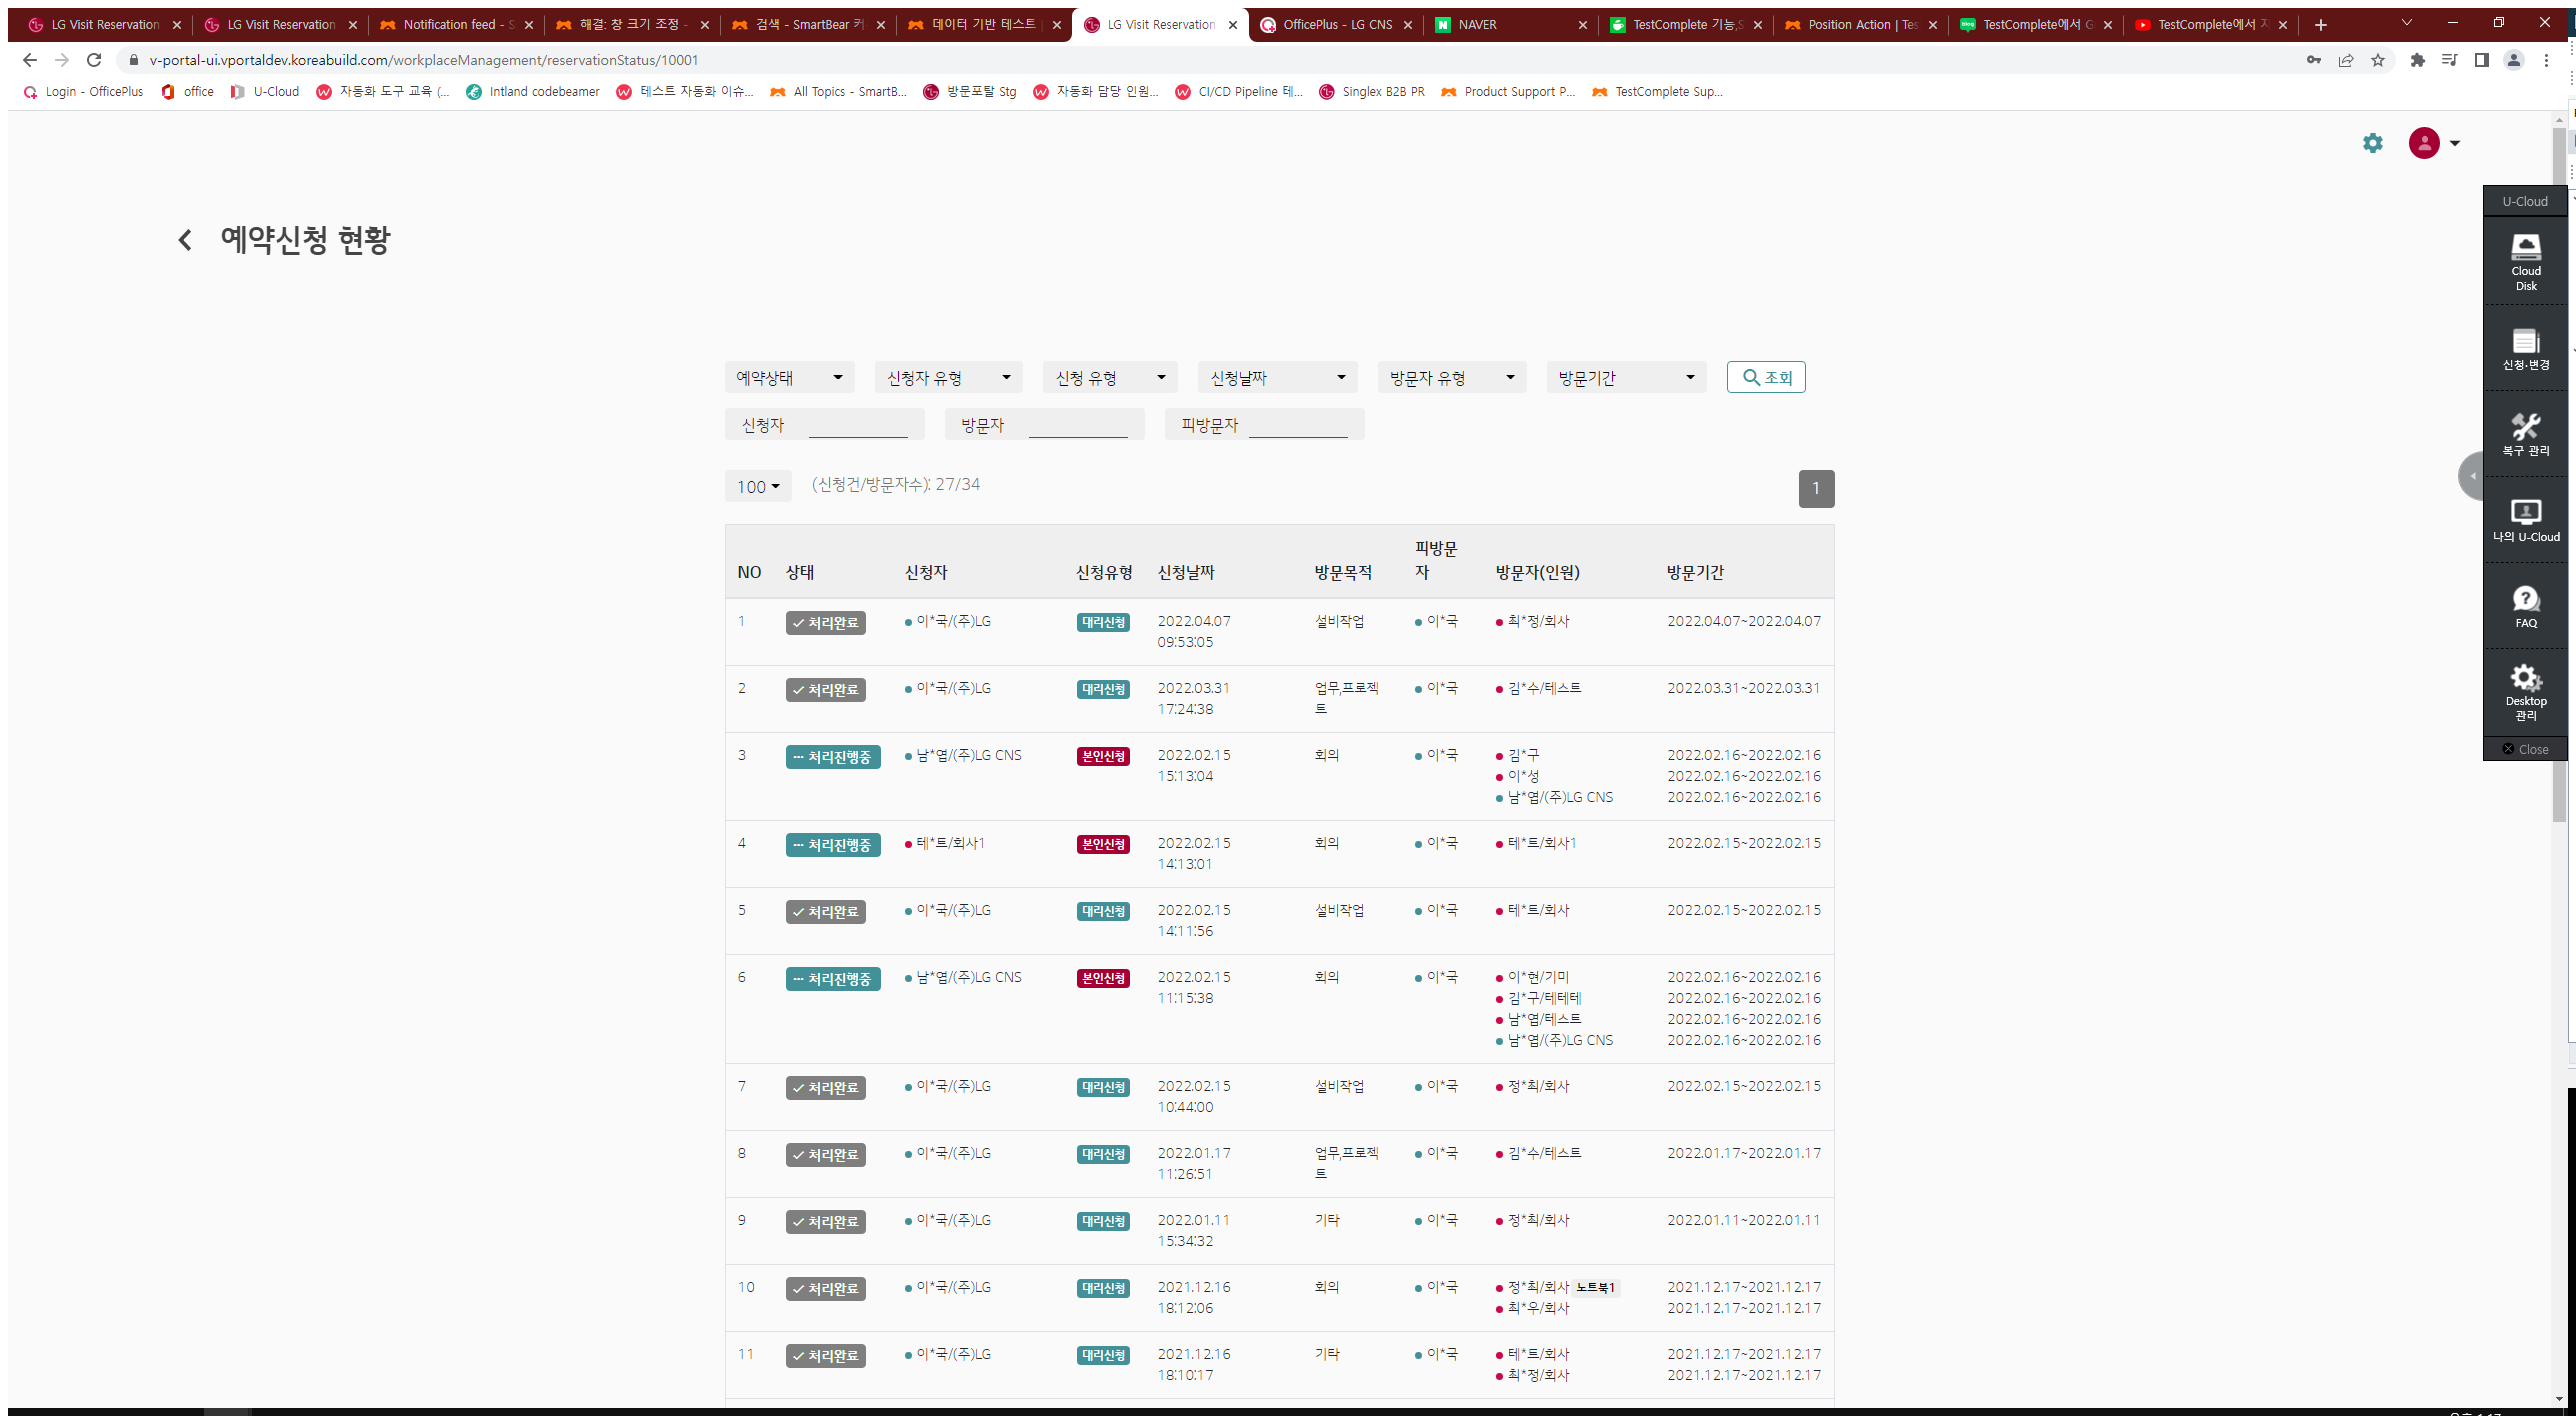 LG Visit Reservation
LG Visit Reservation
Notification feed - S
해결: 창 크기 조정 -
검색 - SmartBear 커
데이터 기반 테스트 |
LG Visit Reservation
OfficePlus - LG CNS
NAVER
TestComplete 기능,S
Position Action | Tes
TestComplete에서 G
TestComplete에서 지
v-portal-ui.vportaldev.koreabuild.com/workplaceManagement/reservationStatus/10001
Login - OfficePlus
office
U-Cloud
자동화 도구 교육 (...
Intland codebeamer
테스트 자동화 이슈...
All Topics - SmartB...
방문포탈 Stg
자동화 담당 인원...
CI/CD Pipeline 테...
Singlex B2B PR
Product Support P...
TestComplete Sup...
예약신청 현황
예약상태 신청자 유형 신청 유형 신청날짜 방문자 유형 방문기간 조회
신청자 방문자 피방문자
100 (신청건/방문자수): 27/34 1
NO 상태 신청자 신청유형 신청날짜 방문목적 피방문자 방문자(인원) 방문기간
1 처리완료 이*국/(주)LG 대리신청 2022.04.07 설비작업 이*국 최*정/회사 2022.04.07~2022.04.07
09:53:05
2 처리완료 이*국/(주)LG 대리신청 2022.03.31 업무,프로젝 이*국 김*수/테스트 2022.03.31~2022.03.31
17:24:38 트
3 처리진행중 남*엽/(주)LG CNS 본인신청 2022.02.15 회의 이*국 김*구 2022.02.16~2022.02.16
15:13:04 이*성 2022.02.16~2022.02.16
남*엽/(주)LG CNS 2022.02.16~2022.02.16
4 처리진행중 테*트/회사1 본인신청 2022.02.15 회의 이*국 테*트/회사1 2022.02.15~2022.02.15
14:13:01
5 처리완료 이*국/(주)LG 대리신청 2022.02.15 설비작업 이*국 테*트/회사 2022.02.15~2022.02.15
14:11:56
6 처리진행중 남*엽/(주)LG CNS 본인신청 2022.02.15 회의 이*국 이*현/기미 2022.02.16~2022.02.16
11:15:38 김*구/테테테 2022.02.16~2022.02.16
남*엽/테스트 2022.02.16~2022.02.16
남*엽/(주)LG CNS 2022.02.16~2022.02.16
7 처리완료 이*국/(주)LG 대리신청 2022.02.15 설비작업 이*국 정*최/회사 2022.02.15~2022.02.15
10:44:00
8 처리완료 이*국/(주)LG 대리신청 2022.01.17 업무,프로젝 이*국 김*수/테스트 2022.01.17~2022.01.17
11:26:51 트
9 처리완료 이*국/(주)LG 대리신청 2022.01.11 기타 이*국 정*최/회사 2022.01.11~2022.01.11
15:34:32
10 처리완료 이*국/(주)LG 대리신청 2021.12.16 회의 이*국 정*최/회사 노트북1 2021.12.17~2021.12.17
18:12:06 최*우/회사 2021.12.17~2021.12.17
11 처리완료 이*국/(주)LG 대리신청 2021.12.16 기타 이*국 테*트/회사 2021.12.17~2021.12.17
18:10:17 최*정/회사 2021.12.17~2021.12.17
U-Cloud
Cloud
Disk
신청·변경
복구 관리
나의 U-Cloud
FAQ
Desktop
관리
Close